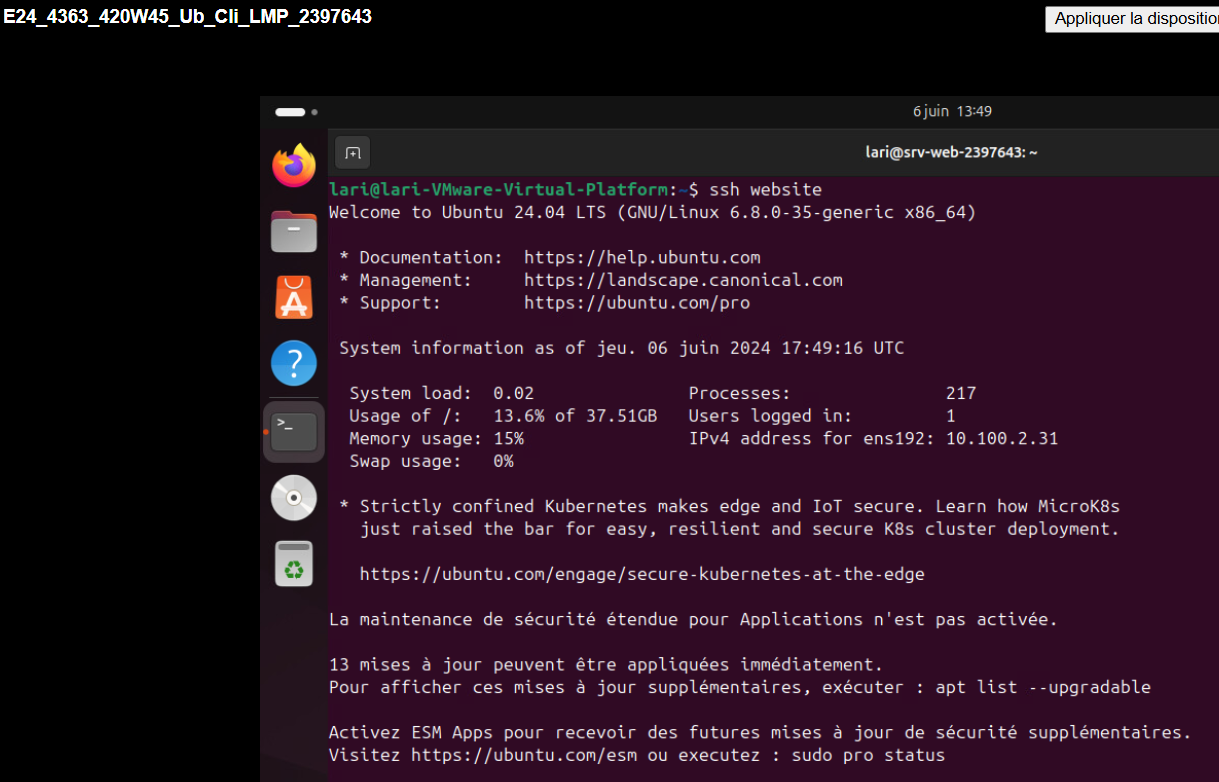 E24_4363_420W45_Ub_Cli_LMP_2397643
Appliquer la disposition
6 juin 13:49
lari@srv-web-2397643: ~
lari@lari-VMware-Virtual-Platform:~$ ssh website
Welcome to Ubuntu 24.04 LTS (GNU/Linux 6.8.0-35-generic x86_64)
* Documentation: https://help.ubuntu.com
* Management: https://landscape.canonical.com
* Support: https://ubuntu.com/pro
System information as of jeu. 06 juin 2024 17:49:16 UTC
System load: 0.02 Processes: 217
Usage of /: 13.6% of 37.51GB Users logged in: 1
Memory usage: 15% IPv4 address for ens192: 10.100.2.31
Swap usage: 0%
* Strictly confined Kubernetes makes edge and IoT secure. Learn how MicroK8s
just raised the bar for easy, resilient and secure K8s cluster deployment.
https://ubuntu.com/engage/secure-kubernetes-at-the-edge
La maintenance de sécurité étendue pour Applications n'est pas activée.
13 mises à jour peuvent être appliquées immédiatement.
Pour afficher ces mises à jour supplémentaires, exécuter : apt list --upgradable
Activez ESM Apps pour recevoir des futures mises à jour de sécurité supplémentaires.
Visitez https://ubuntu.com/esm ou executez : sudo pro status